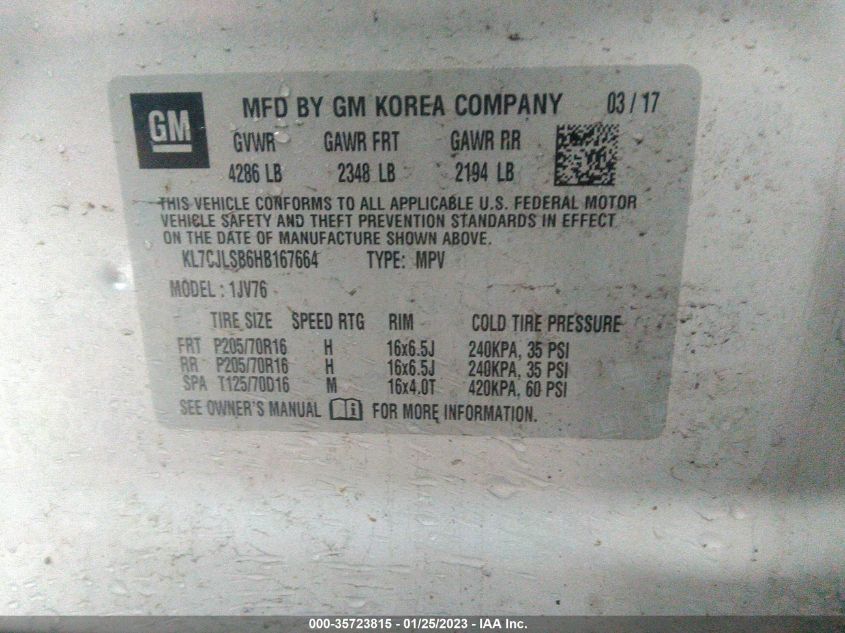 GM
MFD BY GM KOREA COMPANY 03 / 17
GVWR GAWR FRT GAWR RR
4286 LB 2348 LB 2194 LB
THIS VEHICLE CONFORMS TO ALL APPLICABLE U.S. FEDERAL MOTOR
VEHICLE SAFETY AND THEFT PREVENTION STANDARDS IN EFFECT
ON THE DATE OF MANUFACTURE SHOWN ABOVE.
KL7CJLSB6HB167664 TYPE: MPV
MODEL : 1JV76
TIRE SIZE SPEED RTG RIM COLD TIRE PRESSURE
FRT P205/70R16 H 16x6.5J 240KPA, 35 PSI
RR P205/70R16 H 16x6.5J 240KPA, 35 PSI
SPA T125/70D16 M 16x4.0T 420KPA, 60 PSI
SEE OWNER'S MANUAL FOR MORE INFORMATION.
000-35723815 - 01/25/2023 - IAA Inc.